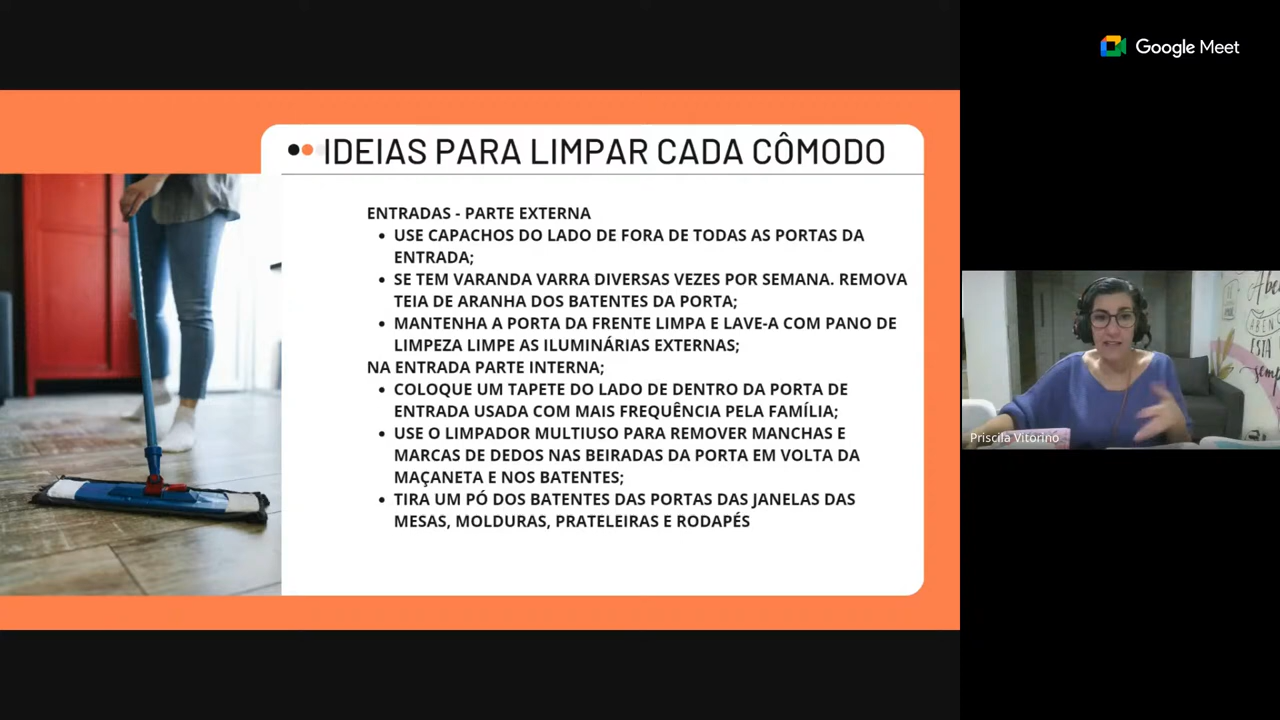 Google Meet
IDEIAS PARA LIMPAR CADA CÔMODO
ENTRADAS - PARTE EXTERNA
• USE CAPACHOS DO LADO DE FORA DE TODAS AS PORTAS DA
ENTRADA;
• SE TEM VARANDA VARRA DIVERSAS VEZES POR SEMANA. REMOVA
TEIA DE ARANHA DOS BATENTES DA PORTA;
• MANTENHA A PORTA DA FRENTE LIMPA E LAVE-A COM PANO DE
LIMPEZA LIMPE AS ILUMINÁRIAS EXTERNAS;
NA ENTRADA PARTE INTERNA;
• COLOQUE UM TAPETE DO LADO DE DENTRO DA PORTA DE
ENTRADA USADA COM MAIS FREQUÊNCIA PELA FAMÍLIA;
• USE O LIMPADOR MULTIUSO PARA REMOVER MANCHAS E
MARCAS DE DEDOS NAS BEIRADAS DA PORTA EM VOLTA DA
MAÇANETA E NOS BATENTES;
• TIRA UM PÓ DOS BATENTES DAS PORTAS DAS JANELAS DAS
MESAS, MOLDURAS, PRATELEIRAS E RODAPÉS
Priscila Vitorino